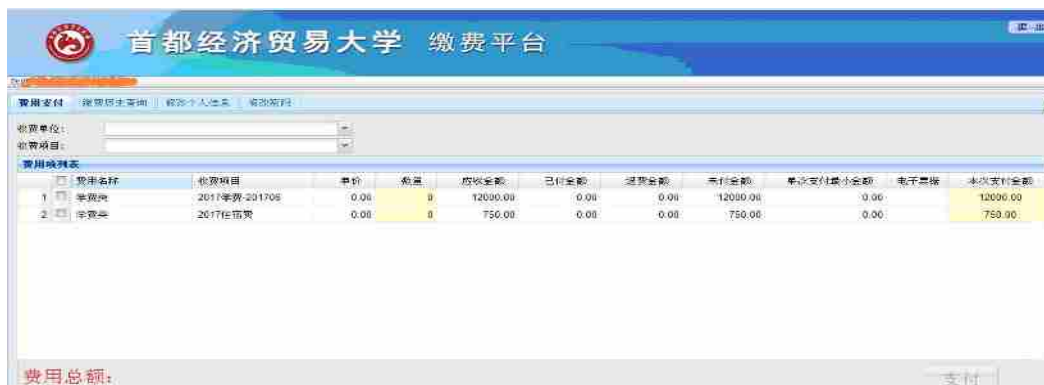 首都经济贸易大学 缴费平台
退出
费用支付 缴费历史查询 修改个人信息 修改密码
收费单位：
收费项目：
费用项列表
费用名称 收费项目 单价 数量 应收金额 已付金额 退费金额 未付金额 单次支付最小金额 电子票据 本次支付金额
1 学费类 2017学费-201706 0.00 0 12000.00 0.00 0.00 12000.00 0.00 12000.00
2 学费类 2017住宿费 0.00 0 750.00 0.00 0.00 750.00 0.00 750.00
费用总额： 支付